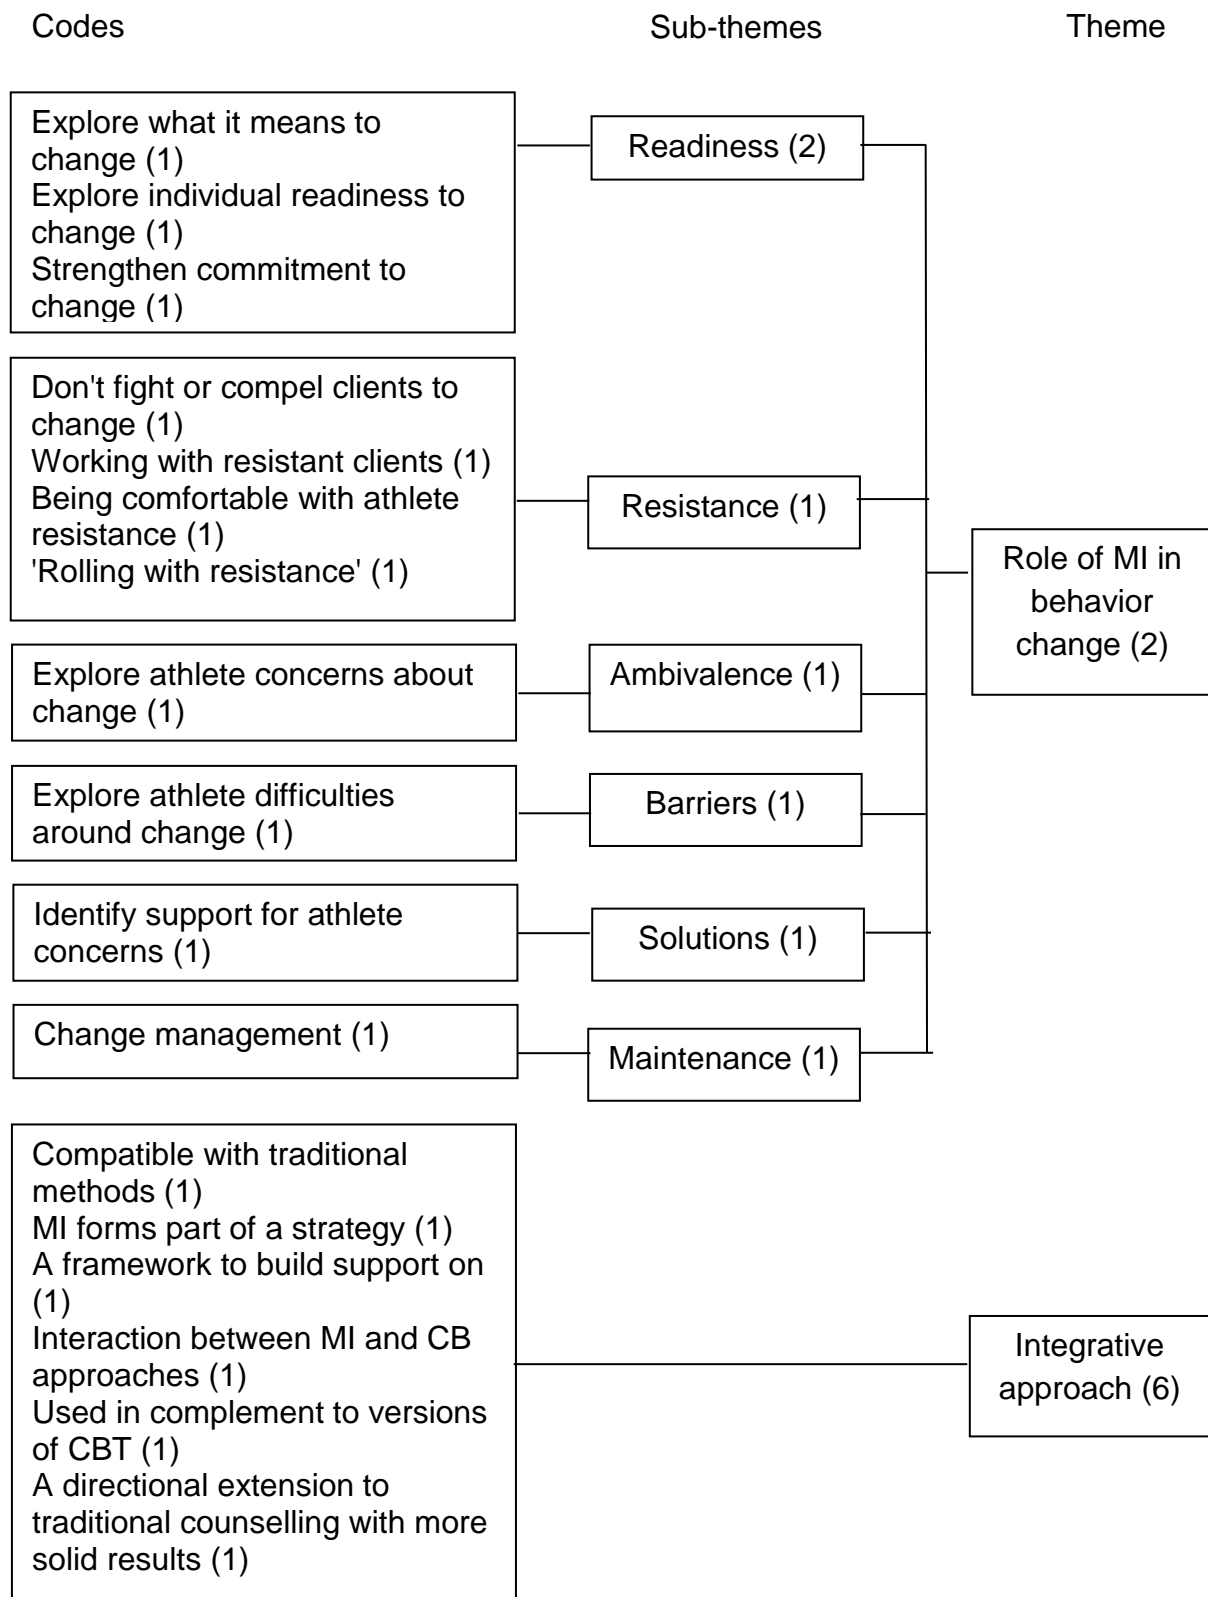 Codes
Sub-themes
Theme
Explore what it means to
change (1)
Explore individual readiness to
change (1)
Strengthen commitment to
change (1)
Readiness (2)
Don't fight or compel clients to
change (1)
Working with resistant clients (1)
Being comfortable with athlete
resistance (1)
'Rolling with resistance' (1)
Resistance (1)
Explore athlete concerns about
change (1)
Ambivalence (1)
Explore athlete difficulties
around change (1)
Barriers (1)
Identify support for athlete
concerns (1)
Solutions (1)
Change management (1)
Maintenance (1)
Role of MI in
behavior
change (2)
Compatible with traditional
methods (1)
MI forms part of a strategy (1)
A framework to build support on
(1)
Interaction between MI and CB
approaches (1)
Used in complement to versions
of CBT (1)
A directional extension to
traditional counselling with more
solid results (1)
Integrative
approach (6)